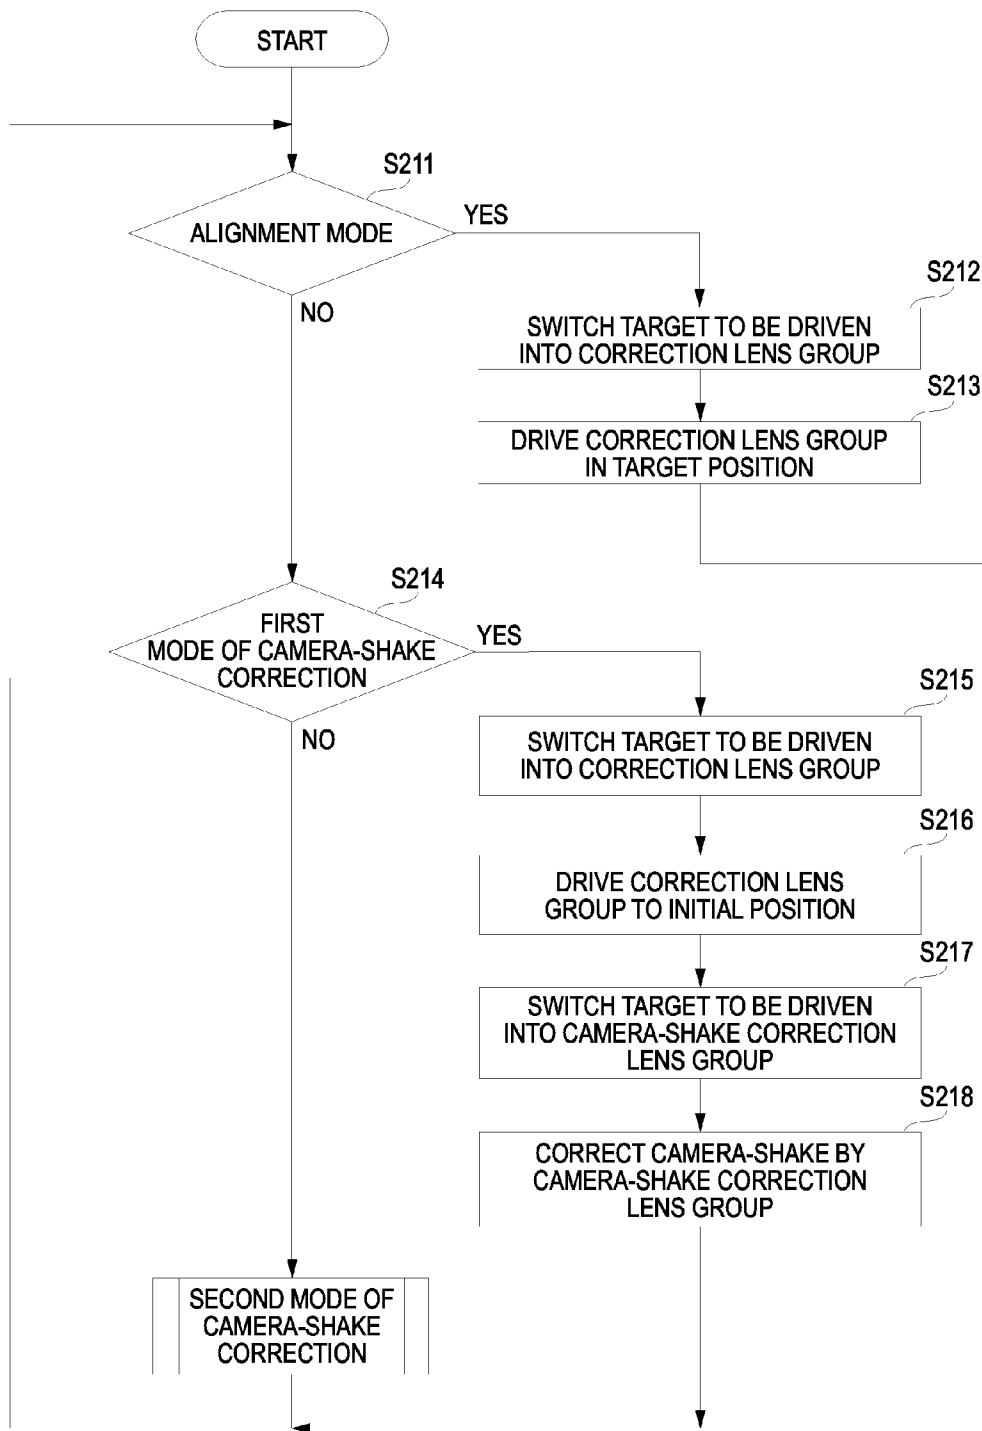 START
S211
ALIGNMENT MODE
YES
NO
S212
SWITCH TARGET TO BE DRIVEN
INTO CORRECTION LENS GROUP
S213
DRIVE CORRECTION LENS GROUP
IN TARGET POSITION
S214
FIRST
MODE OF CAMERA-SHAKE
CORRECTION
YES
NO
S215
SWITCH TARGET TO BE DRIVEN
INTO CORRECTION LENS GROUP
S216
DRIVE CORRECTION LENS
GROUP TO INITIAL POSITION
S217
SWITCH TARGET TO BE DRIVEN
INTO CAMERA-SHAKE CORRECTION
LENS GROUP
S218
CORRECT CAMERA-SHAKE BY
CAMERA-SHAKE CORRECTION
LENS GROUP
SECOND MODE OF
CAMERA-SHAKE
CORRECTION